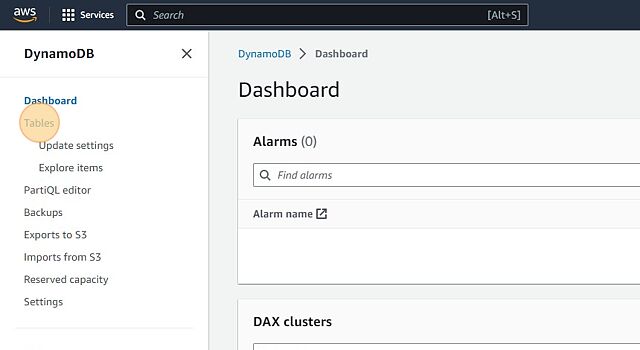 aws
Services
Search
[Alt+S]
DynamoDB
Dashboard
Tables
Update settings
Explore items
PartiQL editor
Backups
Exports to S3
Imports from S3
Reserved capacity
Settings
DynamoDB > Dashboard
Dashboard
Alarms (0)
Find alarms
Alarm name
DAX clusters